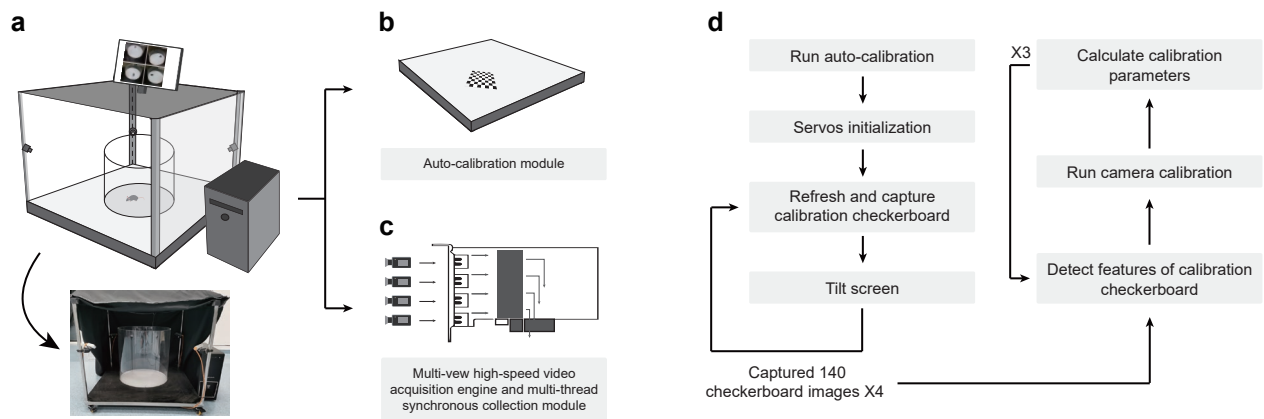 a
b
Auto-calibration module
c
Multi-vew high-speed video
acquisition engine and multi-thread
synchronous collection module
d
Run auto-calibration
Servos initialization
Refresh and capture
calibration checkerboard
Tilt screen
Captured 140
checkerboard images X4
X3
Calculate calibration
parameters
Run camera calibration
Detect features of calibration
checkerboard